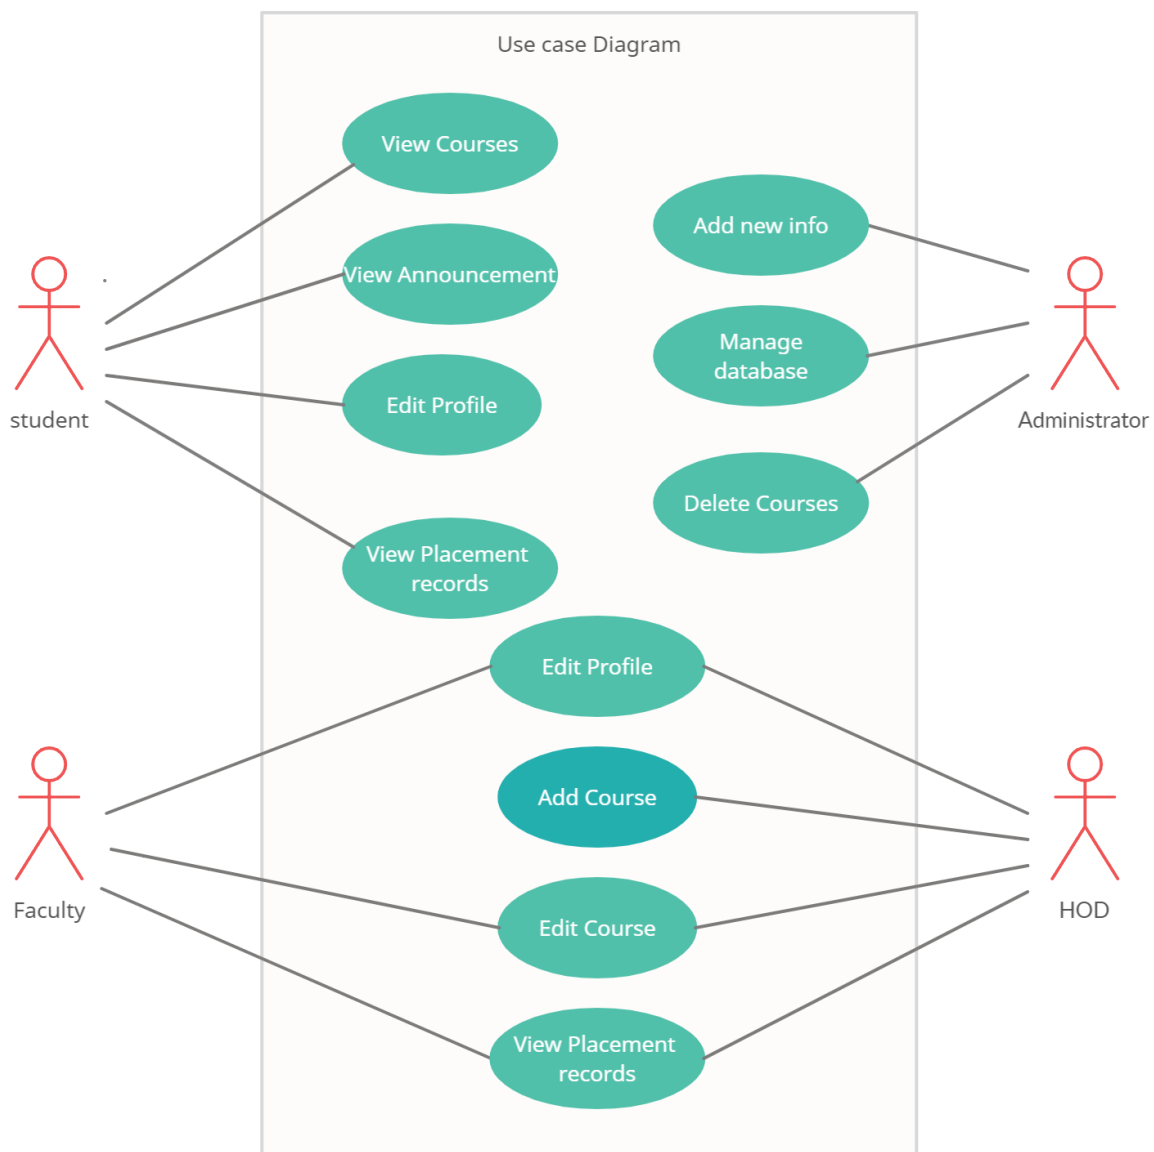 Use case Diagram
View Courses
Add new info
View Announcement
Manage
database
Edit Profile
student
Administrator
Delete Courses
View Placement
records
Edit Profile
Add Course
Faculty
HOD
Edit Course
View Placement
records